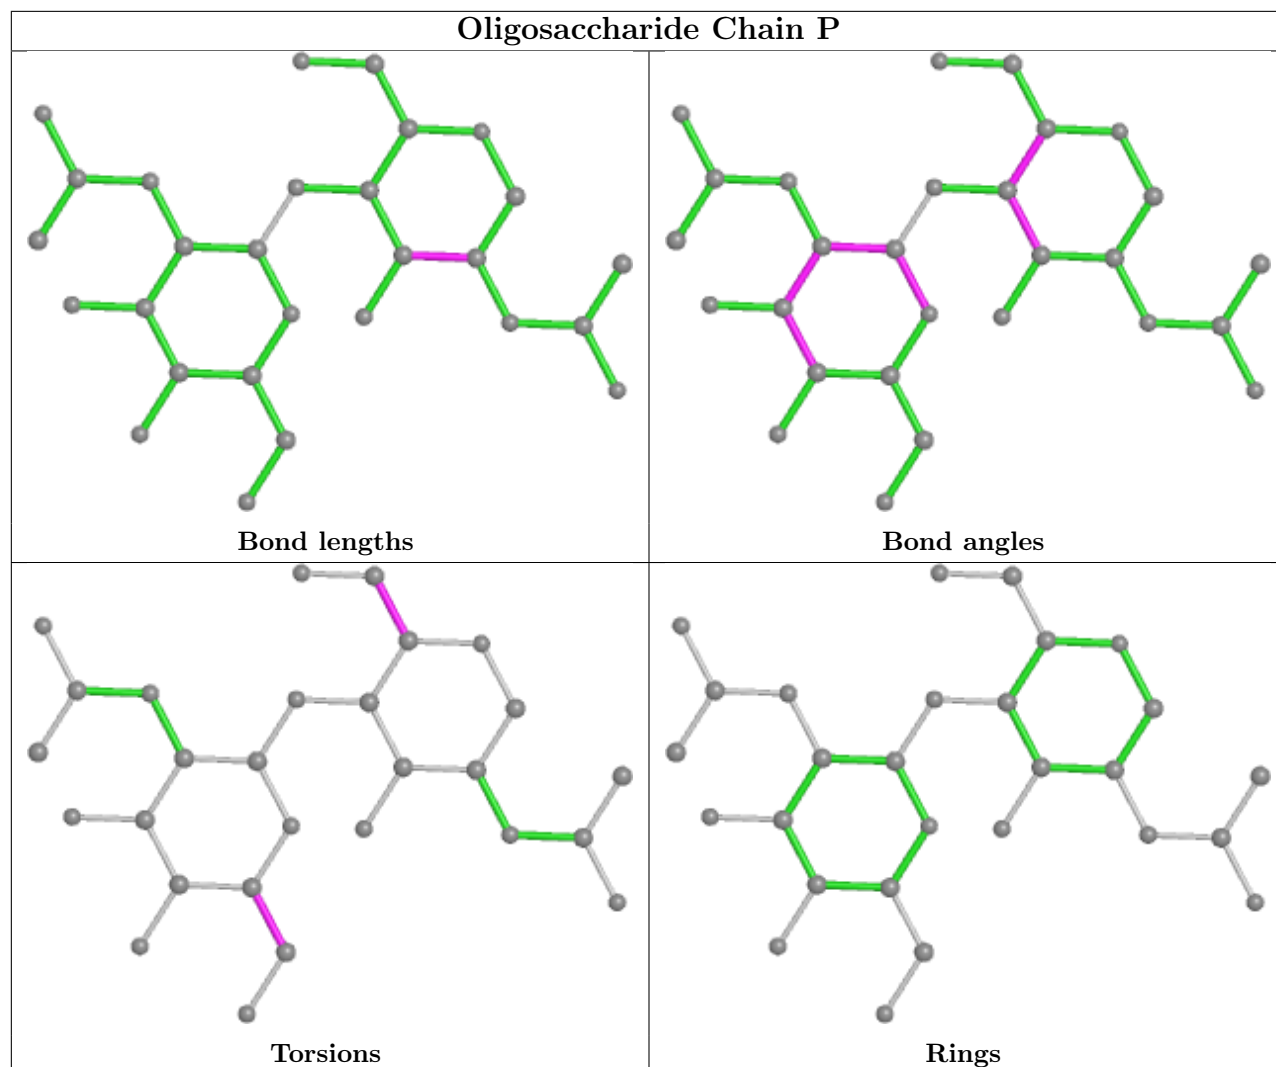 Oligosaccharide Chain P
Bond lengths
Bond angles
Torsions
Rings